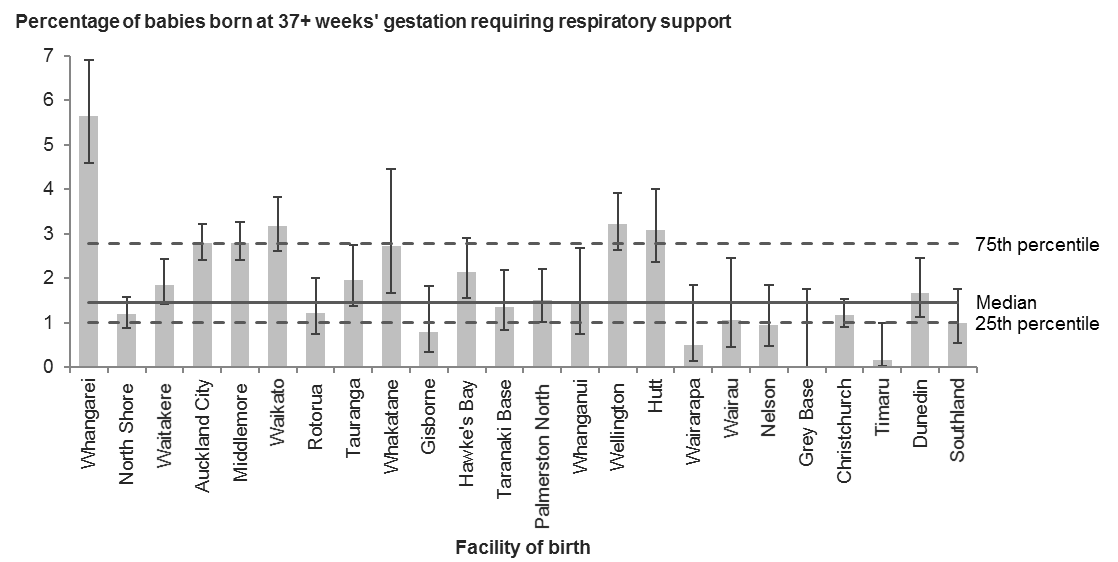 Percentage of babies born at 37+ weeks' gestation requiring respiratory support
7
6
5
4
3
2
1
0
75th percentile
Median
25th percentile
Whangarei
North Shore
Waitakere
Auckland City
Middlemore
Waikato
Rotorua
Tauranga
Whakatane
Gisborne
Hawke's Bay
Taranaki Base
Palmerston North
Whanganui
Wellington
Hutt
Wairarapa
Wairau
Nelson
Grey Base
Christchurch
Timaru
Dunedin
Southland
Facility of birth